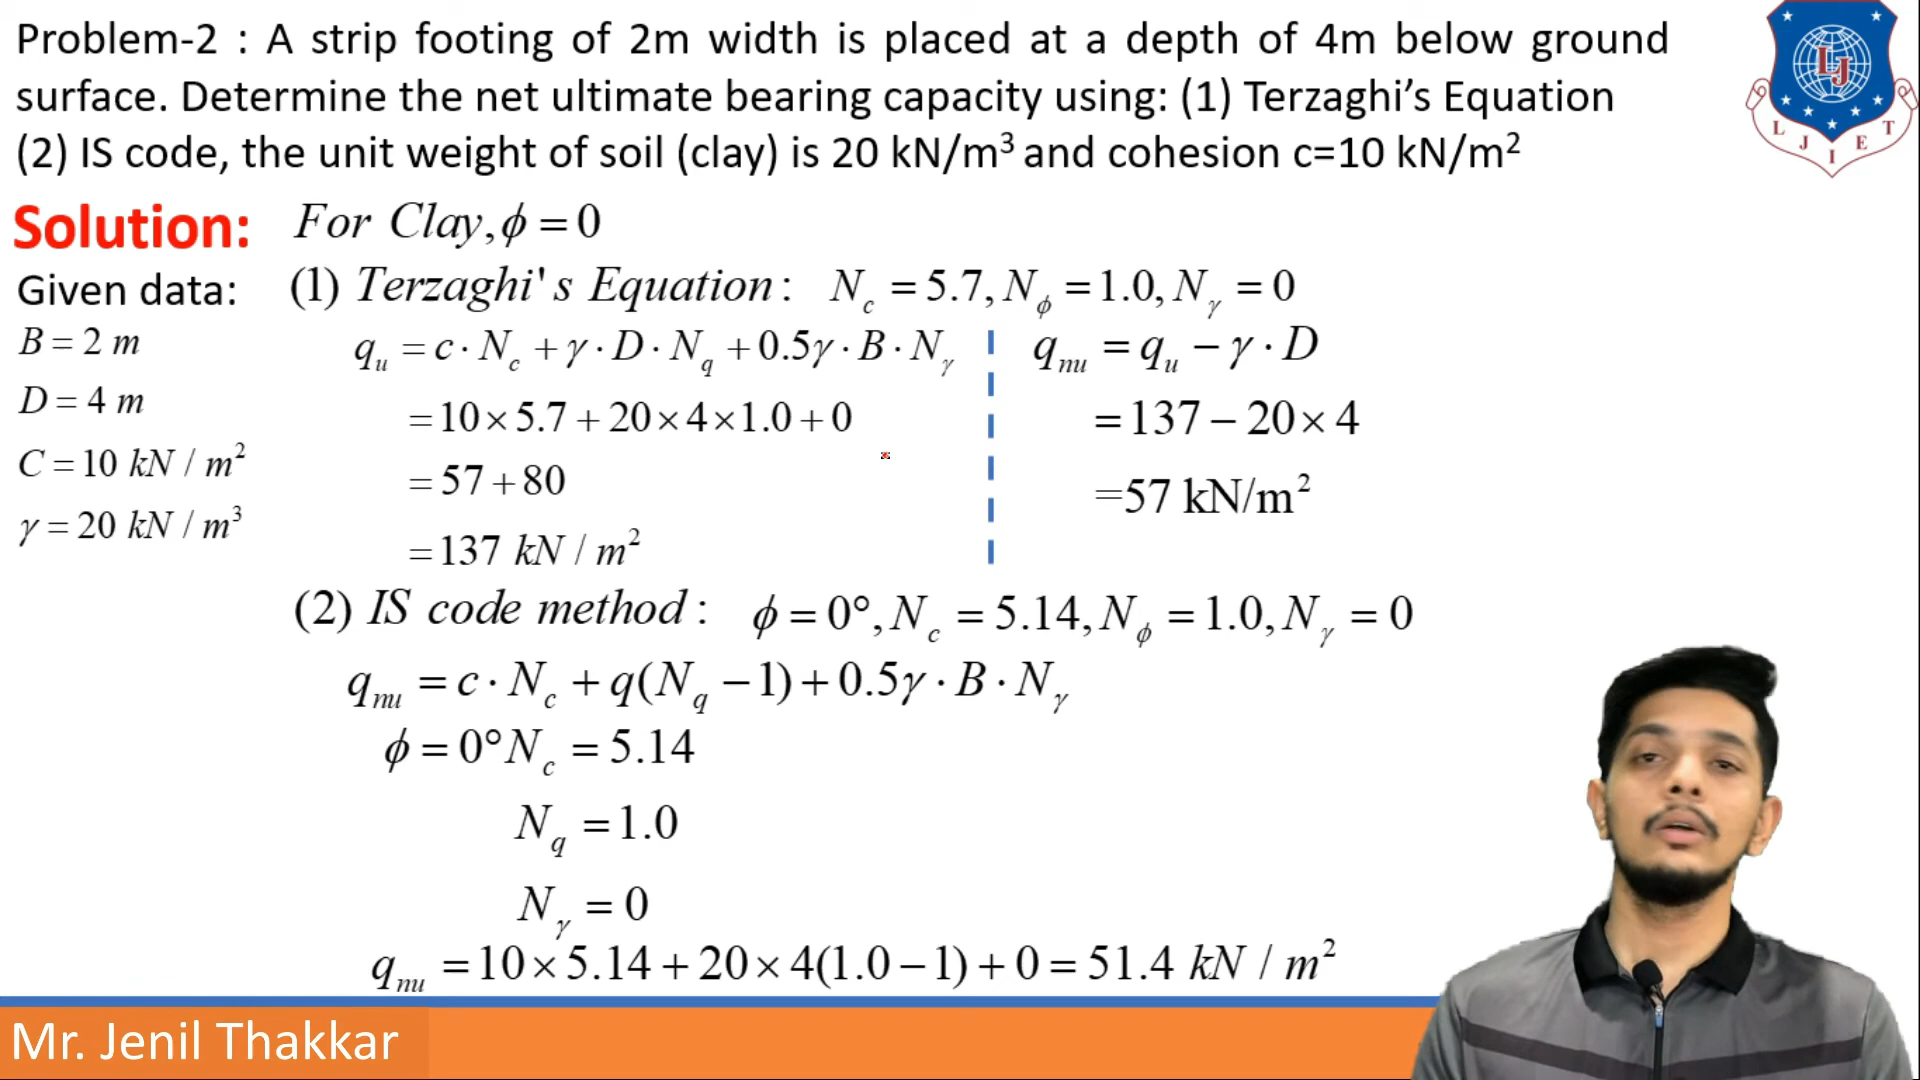 Problem-2 : A strip footing of 2m width is placed at a depth of 4m below ground
surface. Determine the net ultimate bearing capacity using: (1) Terzaghi’s Equation
(2) IS code, the unit weight of soil (clay) is 20 kN/m³ and cohesion c=10 kN/m²
LJ
L J I E T
Solution:
For Clay, ϕ = 0
Given data:
B = 2 m
D = 4 m
C = 10 kN / m²
γ = 20 kN / m³
(1) Terzaghi's Equation: N_c = 5.7, N_ϕ = 1.0, N_γ = 0
q_u = c · N_c + γ · D · N_q + 0.5γ · B · N_γ
= 10 × 5.7 + 20 × 4 × 1.0 + 0
= 57 + 80
= 137 kN / m²
q_nu = q_u − γ · D
= 137 − 20 × 4
=57 kN/m²
(2) IS code method: ϕ = 0°, N_c = 5.14, N_ϕ = 1.0, N_γ = 0
q_nu = c · N_c + q(N_q − 1) + 0.5γ · B · N_γ
ϕ = 0° N_c = 5.14
N_q = 1.0
N_γ = 0
q_nu = 10 × 5.14 + 20 × 4(1.0 − 1) + 0 = 51.4 kN / m²
Mr. Jenil Thakkar